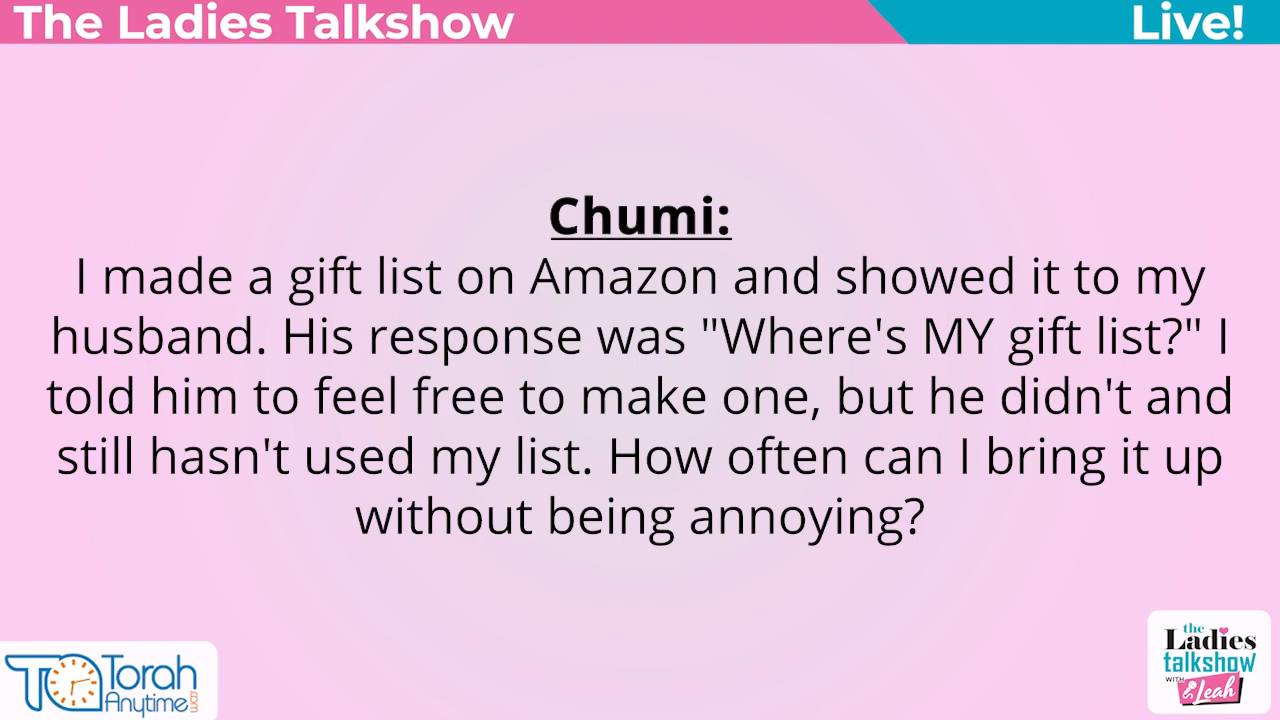 The Ladies Talkshow
Live!
Chumi:
I made a gift list on Amazon and showed it to my
husband. His response was "Where's MY gift list?" I
told him to feel free to make one, but he didn't and
still hasn't used my list. How often can I bring it up
without being annoying?
TA Torah
Anytime.com
the
Ladies
talkshow
WITH
Leah